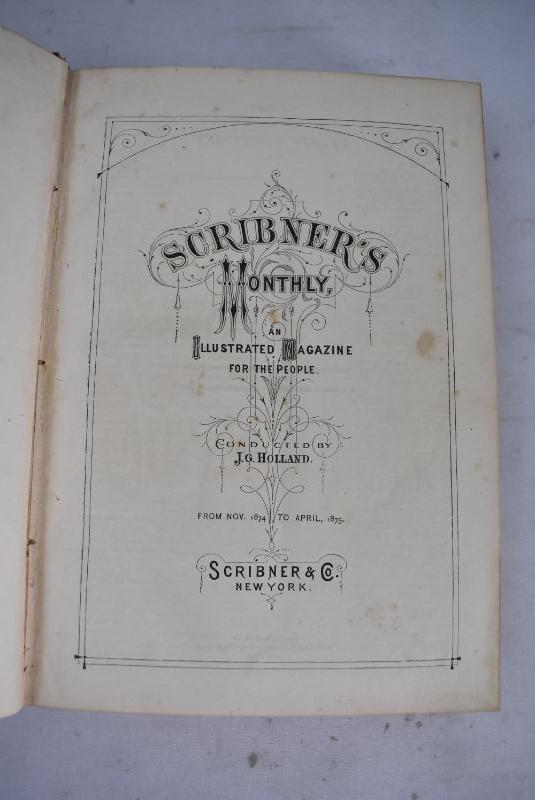 SCRIBNER'S
MONTHLY,
AN
ILLUSTRATED MAGAZINE
FOR THE PEOPLE.
CONDUCTED BY
J. G. HOLLAND.
FROM NOV. 1874, TO APRIL, 1875.
SCRIBNER & CO.
NEW YORK.